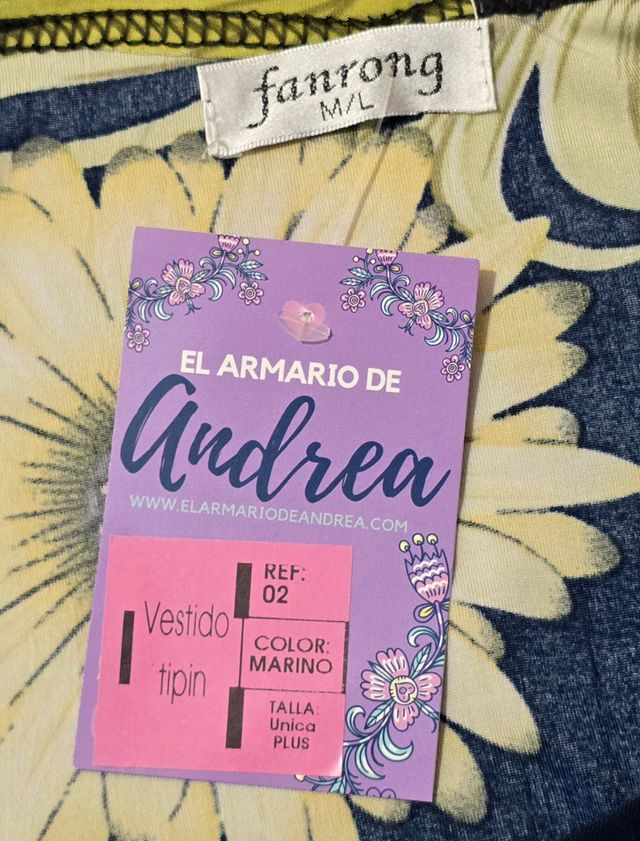 fanrong
M/L
EL ARMARIO DE
Andrea
WWW.ELARMARIODEANDREA.COM
Vestido
tipin
REF:
02
COLOR:
MARINO
TALLA:
Unica
PLUS